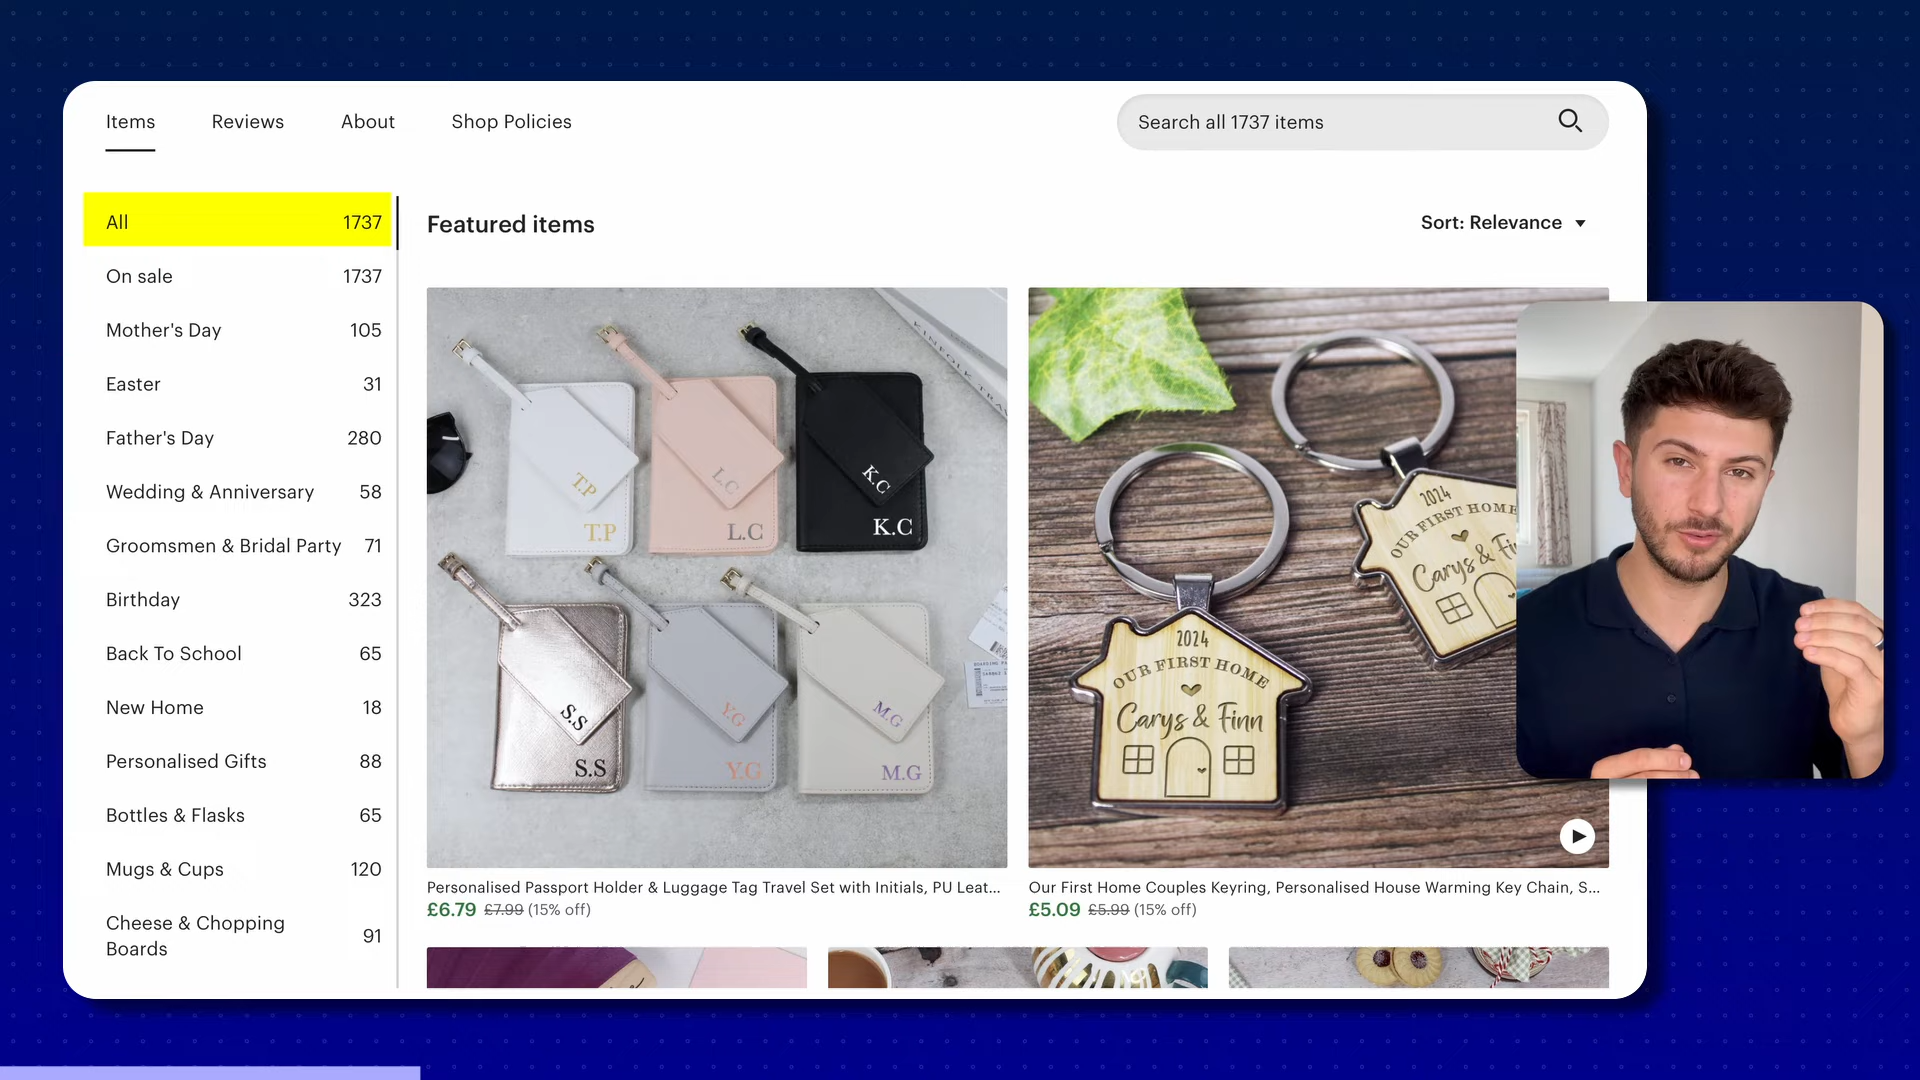 Items Reviews About Shop Policies
Search all 1737 items
All 1737
On sale 1737
Mother's Day 105
Easter 31
Father's Day 280
Wedding & Anniversary 58
Groomsmen & Bridal Party 71
Birthday 323
Back To School 65
New Home 18
Personalised Gifts 88
Bottles & Flasks 65
Mugs & Cups 120
Cheese & Chopping
Boards 91
Featured items
Sort: Relevance
KINFOLK
T.P
T.P
L.C
L.C
K.C
K.C
S.S
S.S
Y.G
Y.G
M.G
M.G
Personalised Passport Holder & Luggage Tag Travel Set with Initials, PU Leat...
£6.79 £7.99 (15% off)
2024
OUR FIRST HOME
Carys &
2024
OUR FIRST HOME
Carys & Finn
Our First Home Couples Keyring, Personalised House Warming Key Chain, S...
£5.09 £5.99 (15% off)